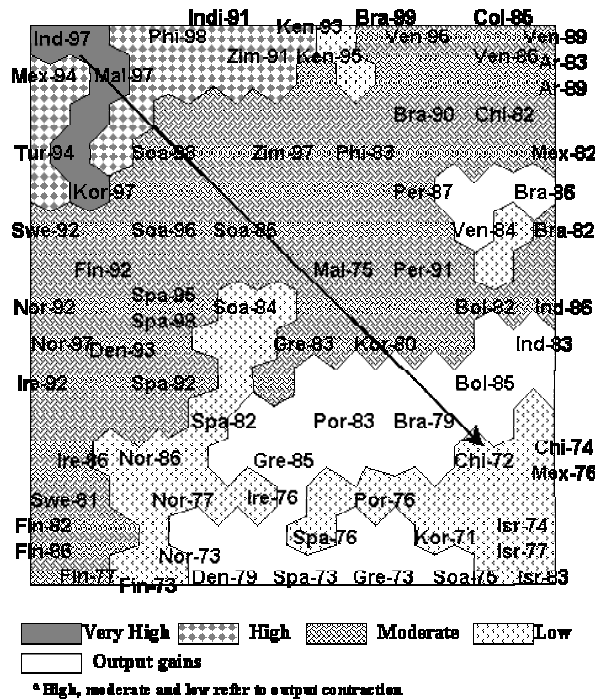 Indi-91 Ken-93 Bra-99 Col-85
Ind-97 Phi-98 Ven-96 Ven-89
Zim-91 Ken-95 Ven-86 Ar-83
Mex-94 Mal-97 Ar-89
Bra-90 Chi-82
Tur-94 Soa-98 Zim-97 Phi-83 Mex-82
Kor-97 Per-87 Bra-86
Swe-92 Soa-96 Soa-85 Ven-84 Bra-82
Fin-92 Mal-75 Per-91
Spa-95
Nor-92 Soa-84 Bol-82 Ind-86
Spa-98
Nor-97 Den-93 Gre-83 Kor-80 Ind-83
Ire-92 Spa-92 Bol-85
Spa-82 Por-83 Bra-79
Chi-74
Ire-86 Nor-86 Gre-85 Chi-72
Mex-76
Swe-81 Nor-77 Ire-76 Por-76
Fin-82 Isr-74
Spa-76 Kor-71
Fin-86 Nor-73 Isr-77
Fin-77 Fin-73 Den-79 Spa-73 Gre-73 Soa-76 Isr-83
Very High High Moderate Low
Output gains
a High, moderate and low refer to output contraction